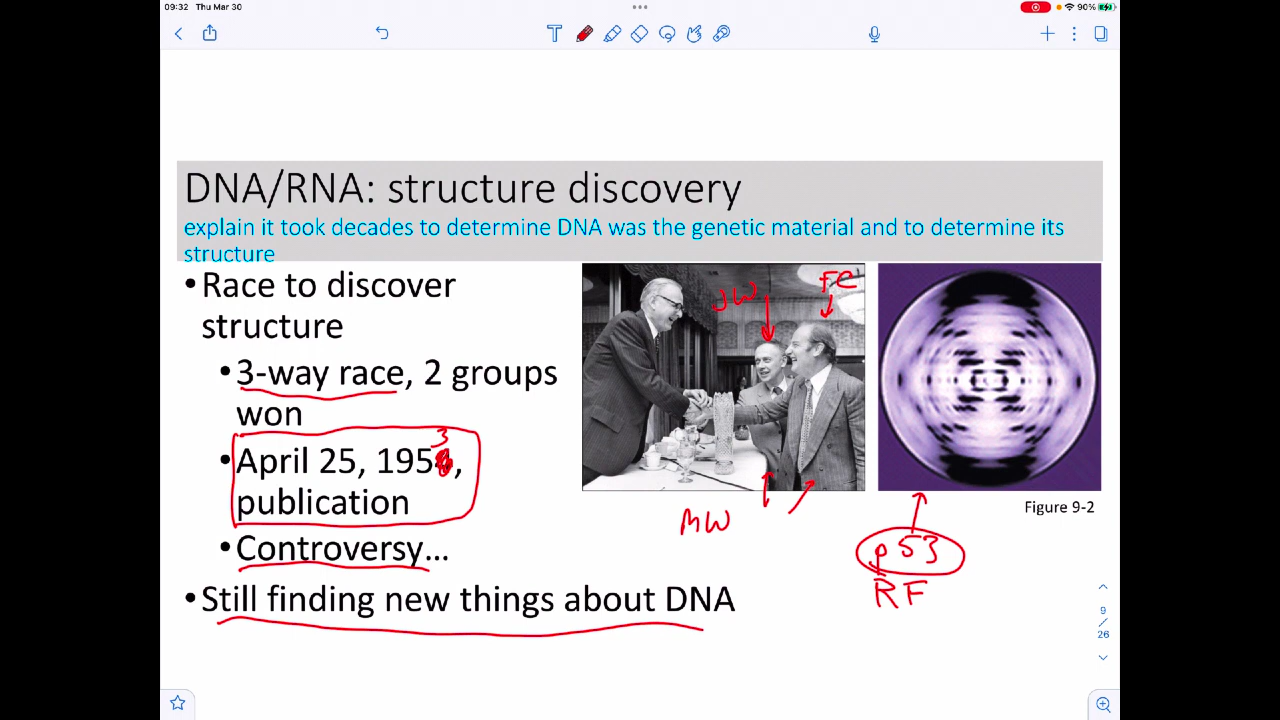 09:32 Thu Mar 30
90%
DNA/RNA: structure discovery
explain it took decades to determine DNA was the genetic material and to determine its
structure
• Race to discover
structure
• 3-way race, 2 groups
won
3
• April 25, 195 ,
publication
• Controversy...
• Still finding new things about DNA
JW
FC
MW
Figure 9-2
p53
RF
9
/
26